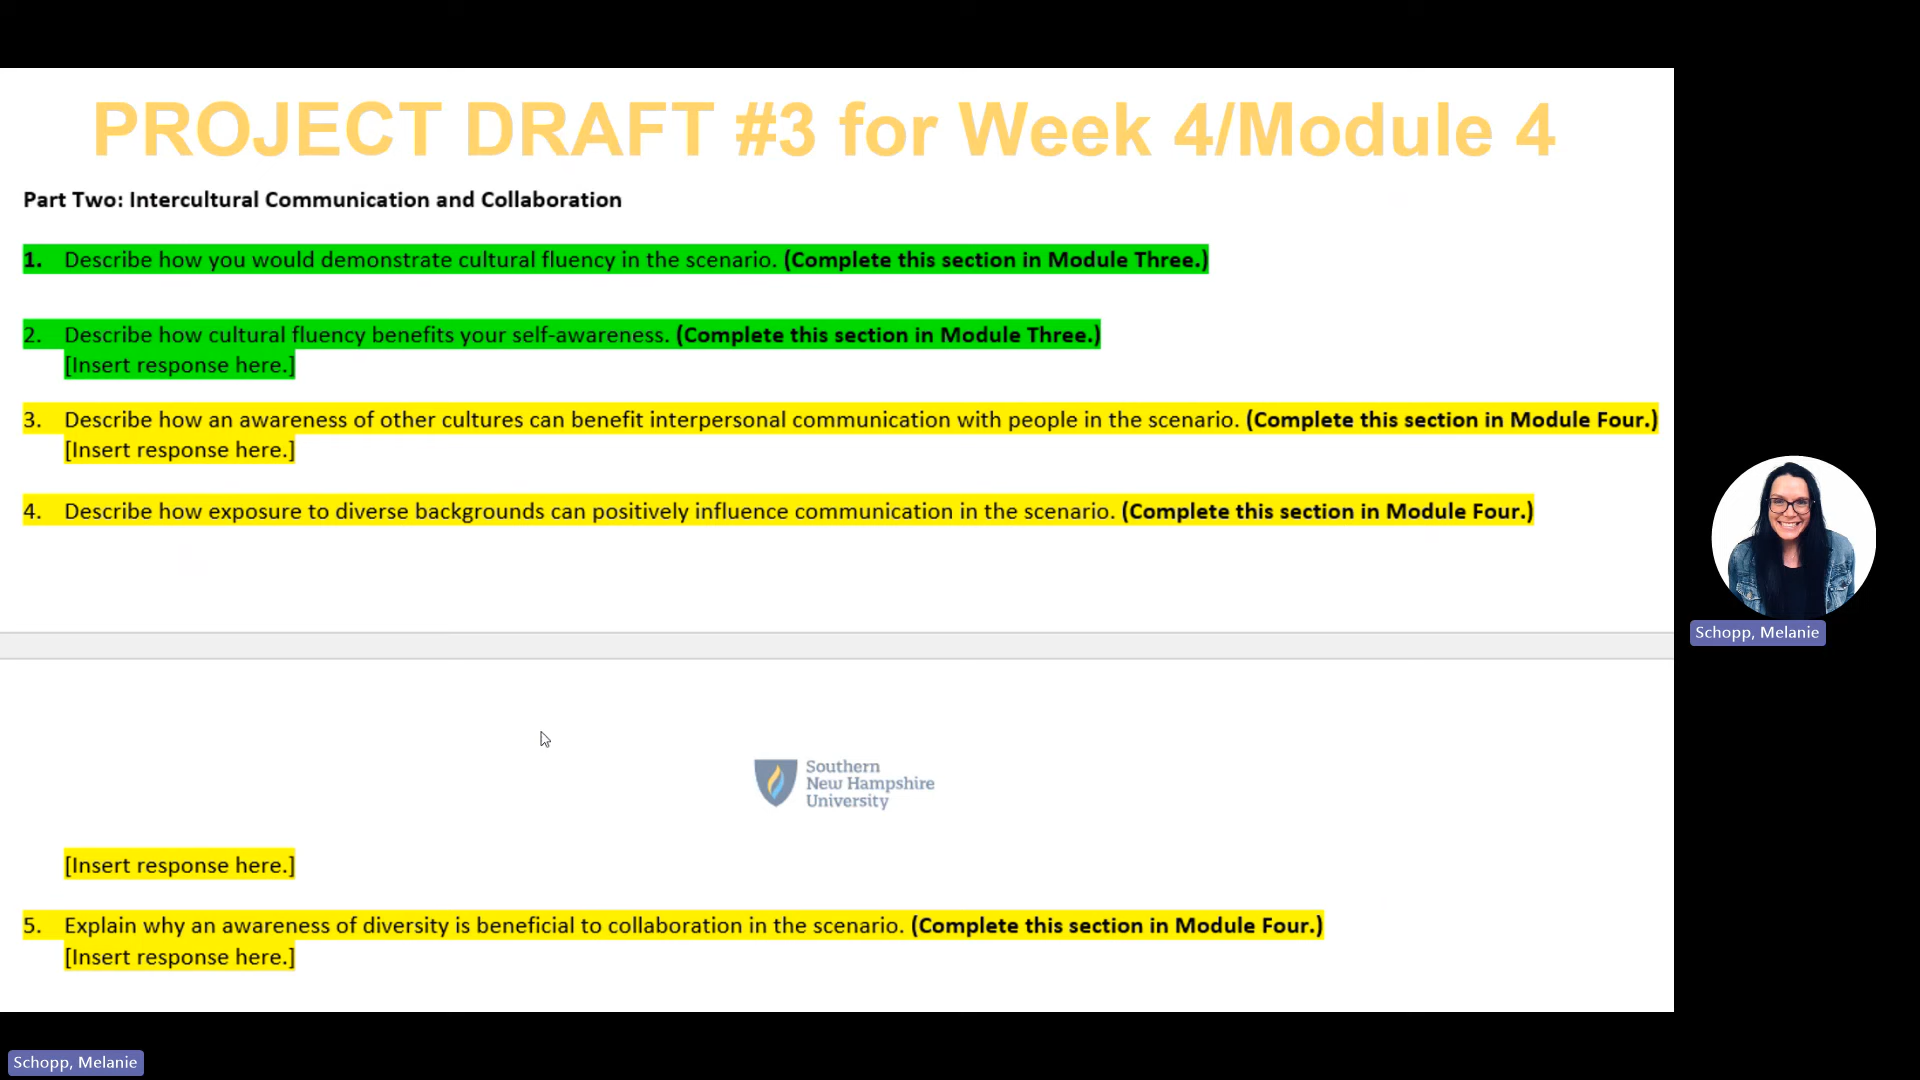 PROJECT DRAFT #3 for Week 4/Module 4
Part Two: Intercultural Communication and Collaboration
1. Describe how you would demonstrate cultural fluency in the scenario. (Complete this section in Module Three.)
2. Describe how cultural fluency benefits your self-awareness. (Complete this section in Module Three.)
[Insert response here.]
3. Describe how an awareness of other cultures can benefit interpersonal communication with people in the scenario. (Complete this section in Module Four.)
[Insert response here.]
4. Describe how exposure to diverse backgrounds can positively influence communication in the scenario. (Complete this section in Module Four.)
Schopp, Melanie
Southern
New Hampshire
University
[Insert response here.]
5. Explain why an awareness of diversity is beneficial to collaboration in the scenario. (Complete this section in Module Four.)
[Insert response here.]
Schopp, Melanie